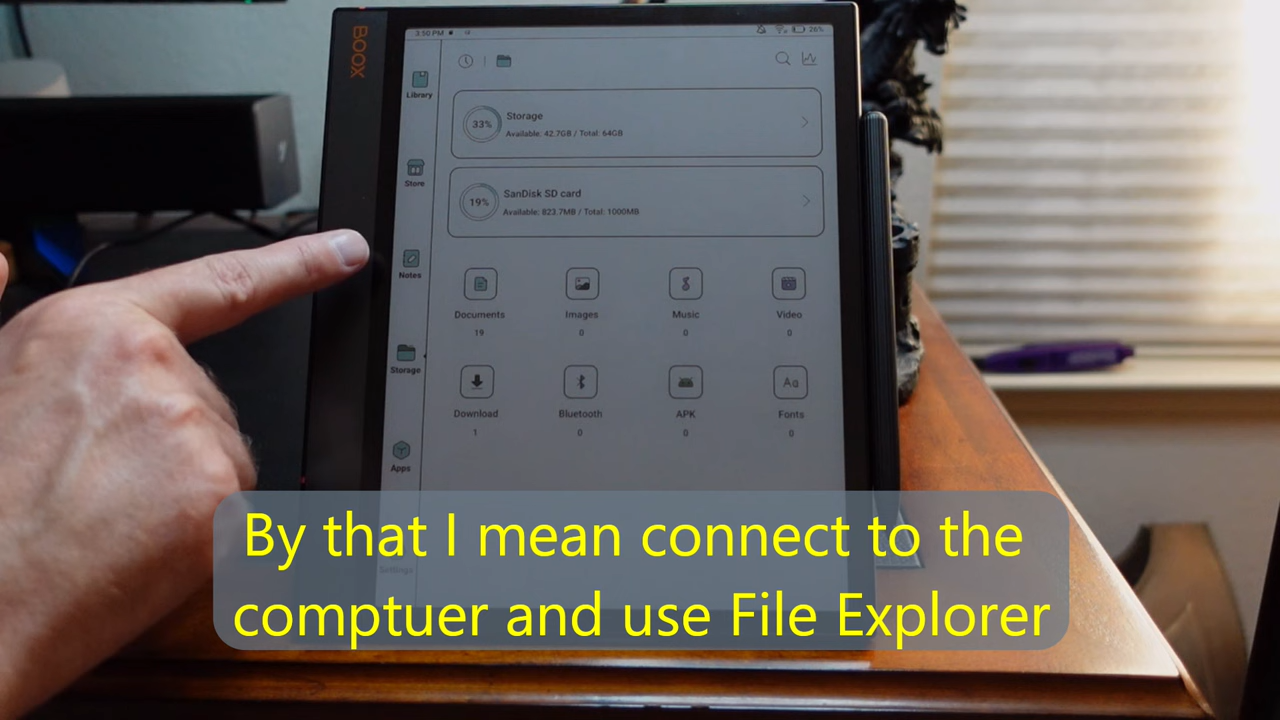 BOOX
3:50 PM
26%
Library
Store
Notes
Storage
Apps
Settings
33%
Storage
Available: 42.7GB / Total: 64GB
19%
SanDisk SD card
Available: 823.7MB / Total: 1000MB
Documents
19
Images
0
Music
0
Video
0
Download
1
Bluetooth
0
APK
0
Aa
Fonts
0
By that I mean connect to the
comptuer and use File Explorer